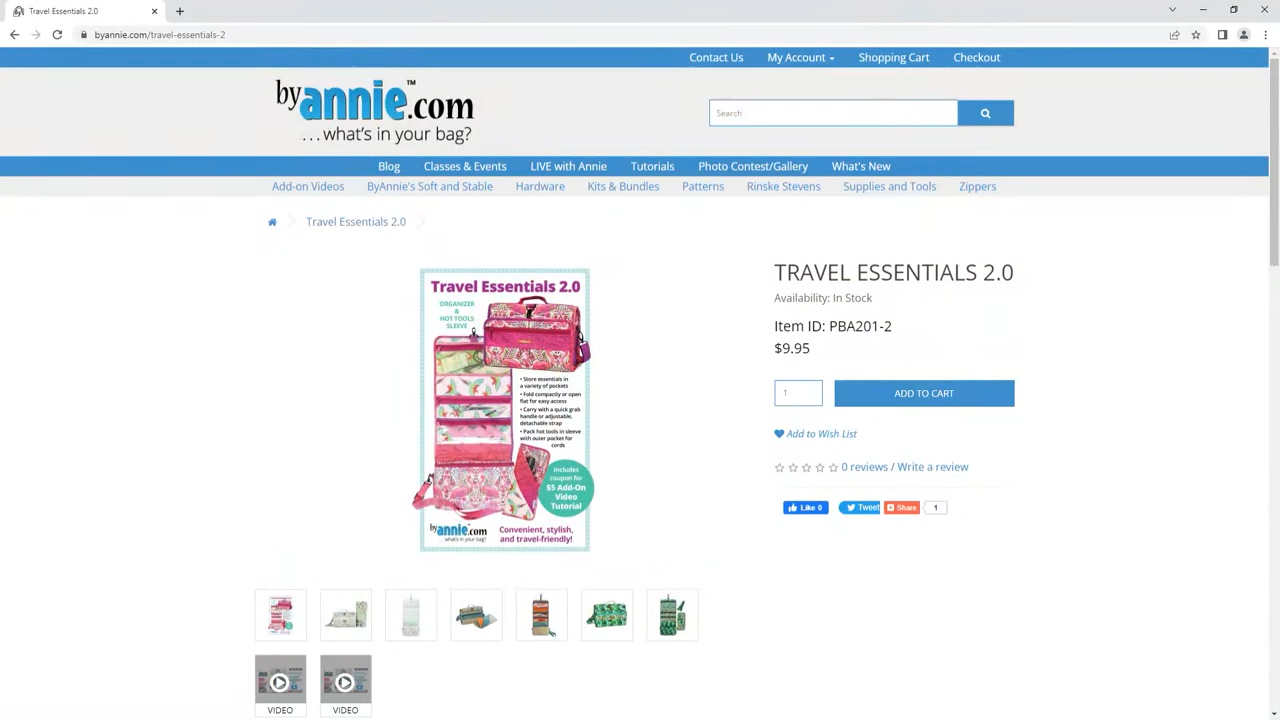 Travel Essentials 2.0
byannie.com/travel-essentials-2
Contact Us My Account Shopping Cart Checkout
byannie.com™
...what's in your bag?
Search
Blog Classes & Events LIVE with Annie Tutorials Photo Contest/Gallery What's New
Add-on Videos ByAnnie's Soft and Stable Hardware Kits & Bundles Patterns Rinske Stevens Supplies and Tools Zippers
Travel Essentials 2.0
Travel Essentials 2.0
ORGANIZER
&
HOT TOOLS
SLEEVE
• Store essentials in
a variety of pockets
• Fold compactly or open
flat for easy access
• Carry with a quick grab
handle or adjustable,
detachable strap
• Pack hot tools in sleeve
with outer pocket for
cords
Includes
coupon for
$5 Add-On
Video
Tutorial
byannie.com
...what's in your bag?
Convenient, stylish,
and travel-friendly!
TRAVEL ESSENTIALS 2.0
Availability: In Stock
Item ID: PBA201-2
$9.95
1 ADD TO CART
Add to Wish List
0 reviews / Write a review
Like 0 Tweet Share 1
VIDEO VIDEO